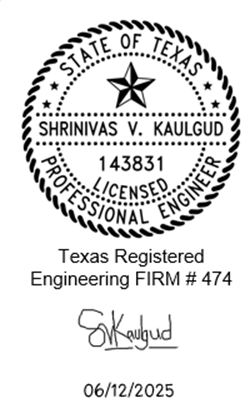 STATE OF TEXAS
SHRINIVAS V. KAULGUD
143831
LICENSED
PROFESSIONAL ENGINEER
Texas Registered
Engineering FIRM # 474
SVKaulgud
06/12/2025